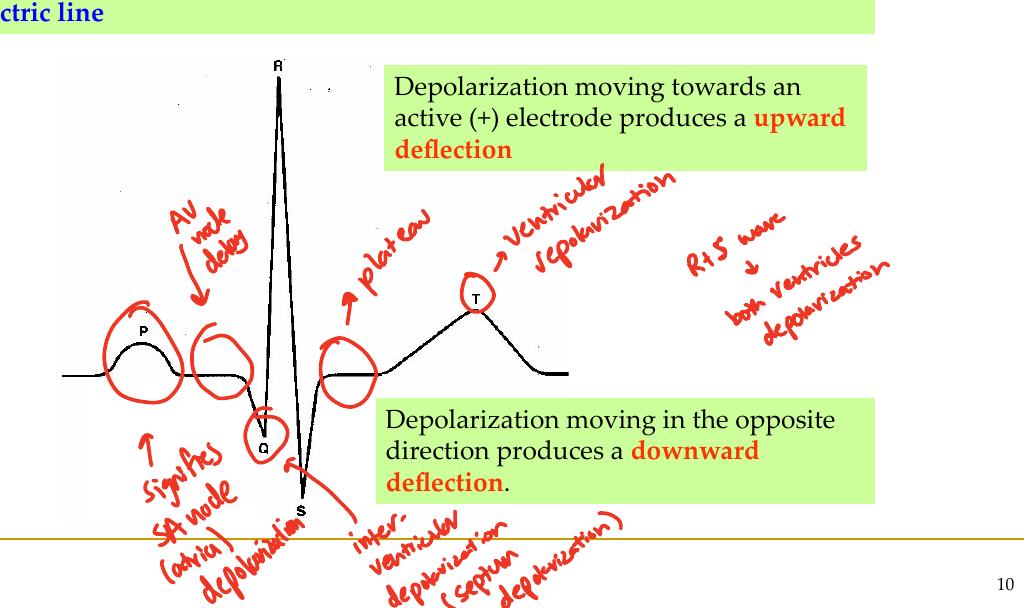 ctric line
R
Depolarization moving towards an
active (+) electrode produces a upward
deflection
AV
node
delay
plateau
ventricular
repolarization
R+S wave
both ventricles
depolarization
P
T
Q
S
Depolarization moving in the opposite
direction produces a downward
deflection.
signifies
SA node
(atria)
depolarization
inter-
ventricular
depolarization
(septum
depolarization)
10